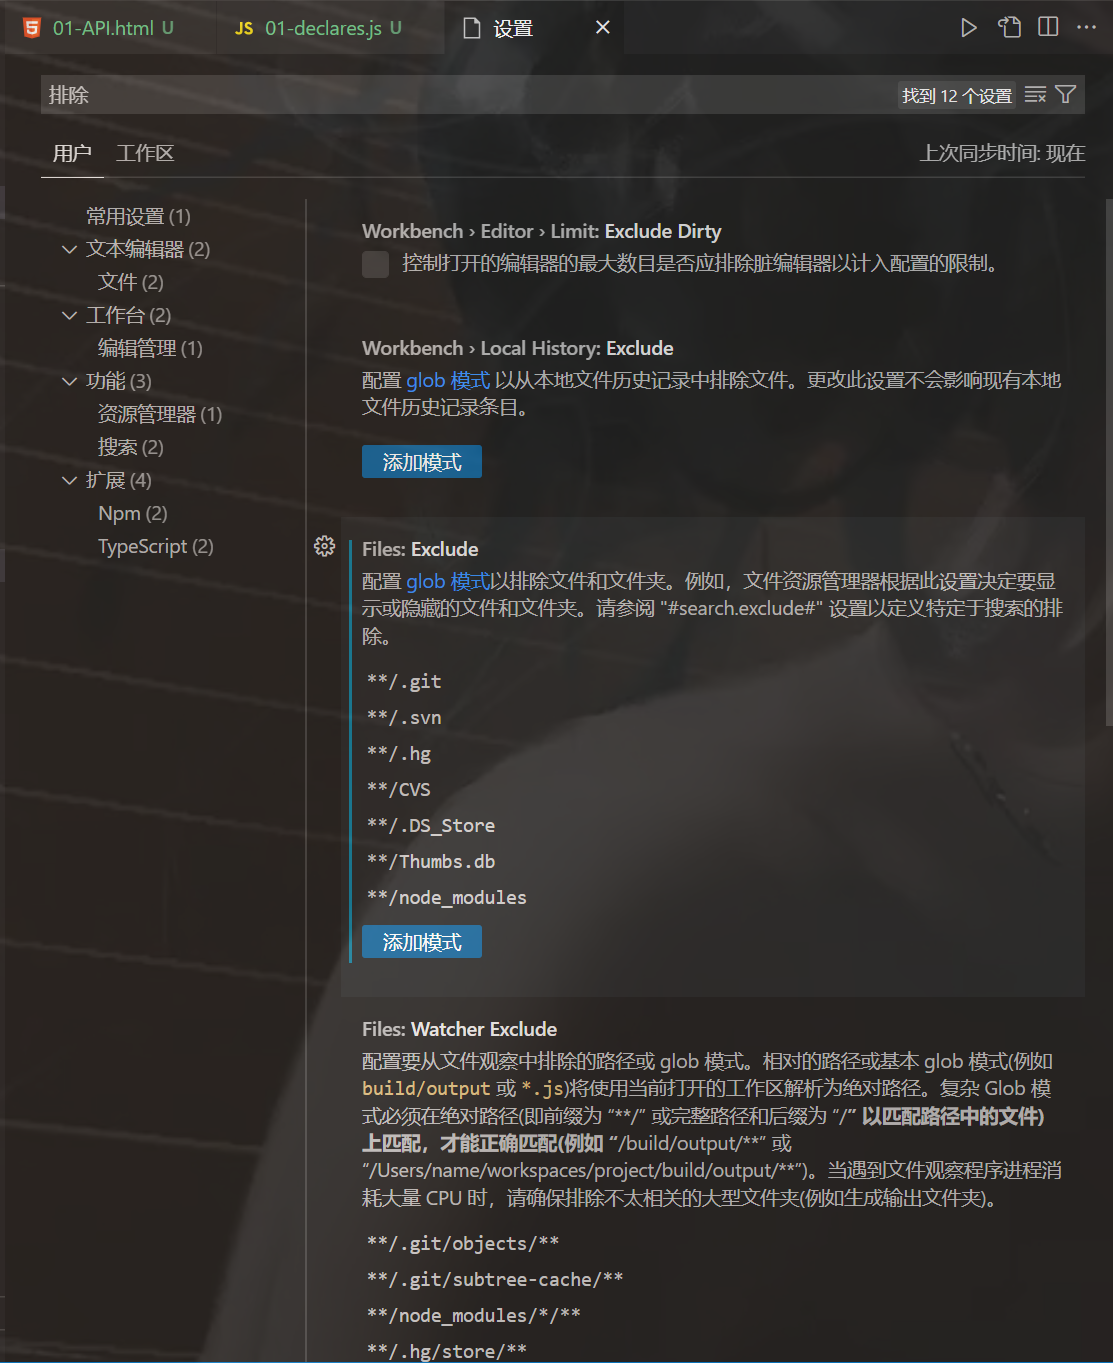 01-API.html U
JS 01-declares.js U
设置
排除
找到 12 个设置
用户 工作区
上次同步时间: 现在
常用设置 (1)
文本编辑器 (2)
文件 (2)
工作台 (2)
编辑管理 (1)
功能 (3)
资源管理器 (1)
搜索 (2)
扩展 (4)
Npm (2)
TypeScript (2)
Workbench › Editor › Limit: Exclude Dirty
控制打开的编辑器的最大数目是否应排除脏编辑器以计入配置的限制。
Workbench › Local History: Exclude
配置 glob 模式 以从本地文件历史记录中排除文件。更改此设置不会影响现有本地
文件历史记录条目。
添加模式
Files: Exclude
配置 glob 模式以排除文件和文件夹。例如，文件资源管理器根据此设置决定要显
示或隐藏的文件和文件夹。请参阅 "#search.exclude#" 设置以定义特定于搜索的排
除。
**/.git
**/.svn
**/.hg
**/CVS
**/.DS_Store
**/Thumbs.db
**/node_modules
添加模式
Files: Watcher Exclude
配置要从文件观察中排除的路径或 glob 模式。相对的路径或基本 glob 模式(例如
build/output 或 *.js)将使用当前打开的工作区解析为绝对路径。复杂 Glob 模
式必须在绝对路径(即前缀为 “**/” 或完整路径和后缀为 “/” 以匹配路径中的文件)
上匹配，才能正确匹配(例如 “/build/output/**” 或
“/Users/name/workspaces/project/build/output/**”)。当遇到文件观察程序进程消
耗大量 CPU 时，请确保排除不太相关的大型文件夹(例如生成输出文件夹)。
**/.git/objects/**
**/.git/subtree-cache/**
**/node_modules/*/**
**/.hg/store/**